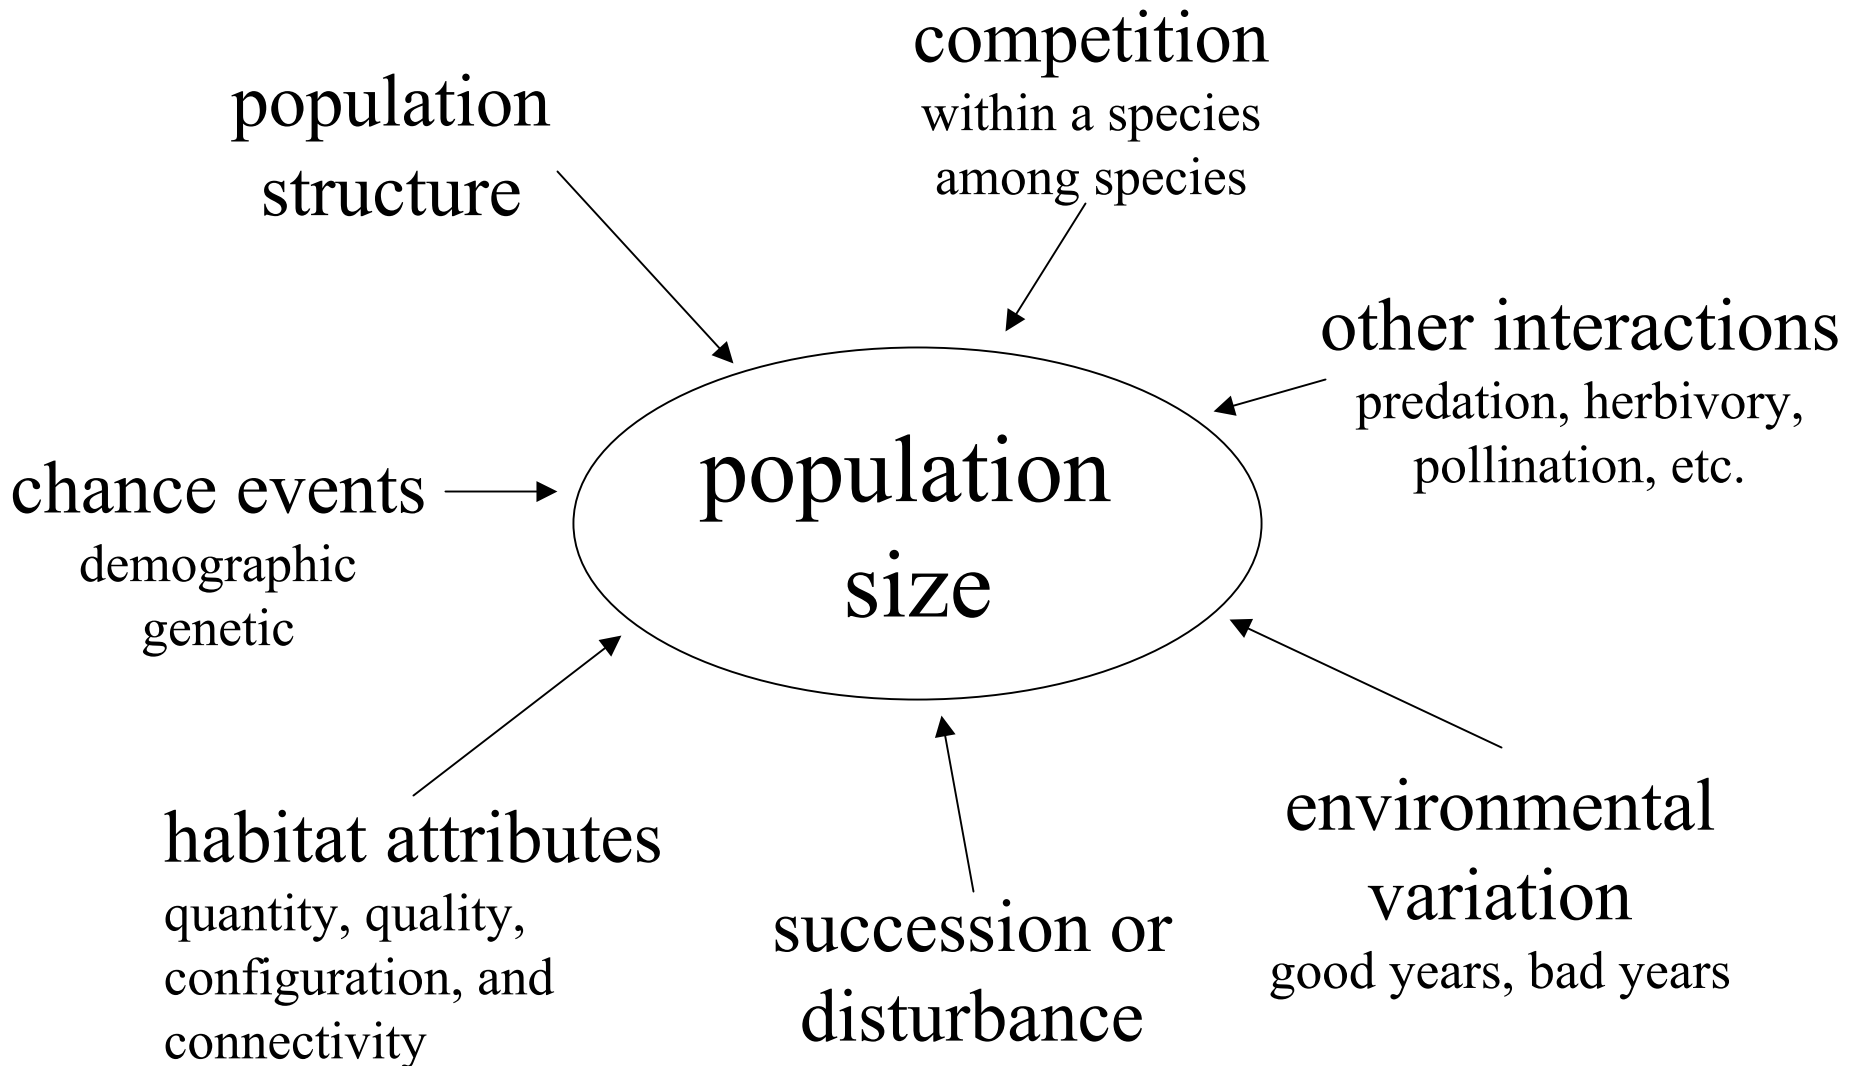 competition
within a species
among species
population
structure
other interactions
predation, herbivory,
pollination, etc.
population
size
chance events
demographic
genetic
habitat attributes
quantity, quality,
configuration, and
connectivity
succession or
disturbance
environmental
variation
good years, bad years